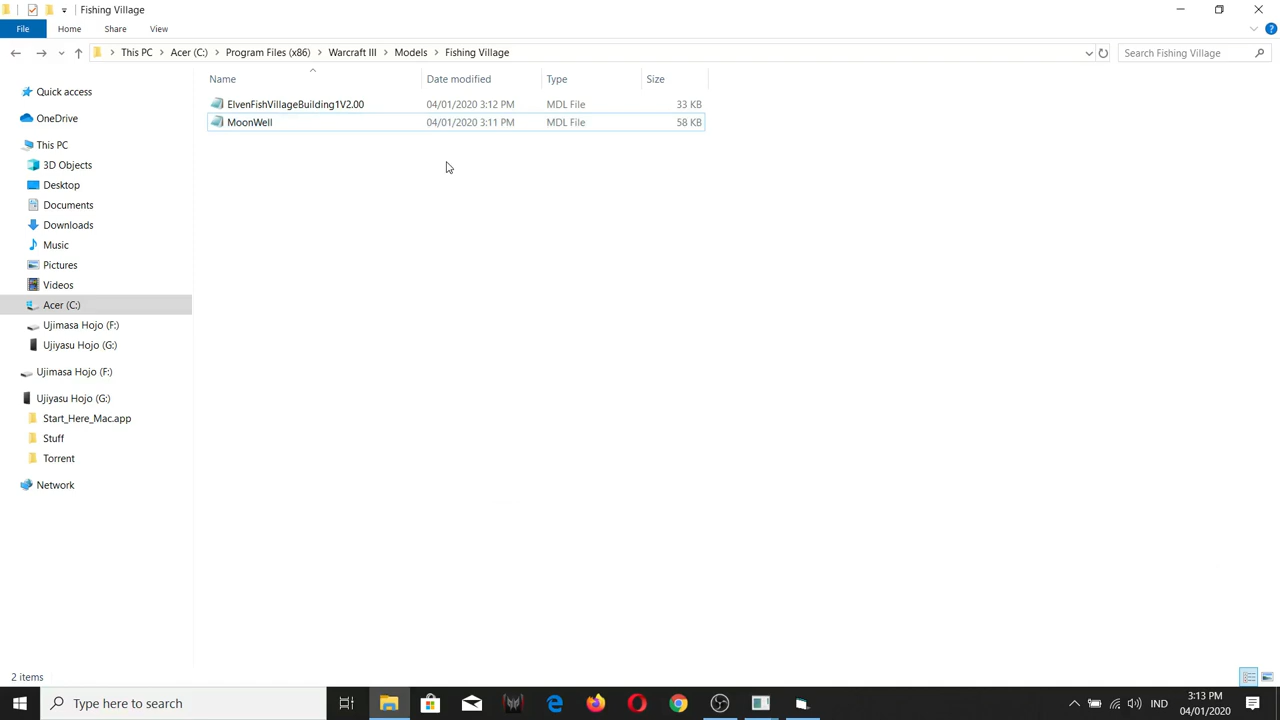 Fishing Village
File Home Share View
This PC Acer (C:) Program Files (x86) Warcraft III Models Fishing Village Search Fishing Village
Name Date modified Type Size
Quick access
ElvenFishVillageBuilding1V2.00 04/01/2020 3:12 PM MDL File 33 KB
MoonWell 04/01/2020 3:11 PM MDL File 58 KB
OneDrive
This PC
3D Objects
Desktop
Documents
Downloads
Music
Pictures
Videos
Acer (C:)
Ujimasa Hojo (F:)
Ujiyasu Hojo (G:)
Ujimasa Hojo (F:)
Ujiyasu Hojo (G:)
Start_Here_Mac.app
Stuff
Torrent
Network
2 items
Type here to search IND 3:13 PM
04/01/2020